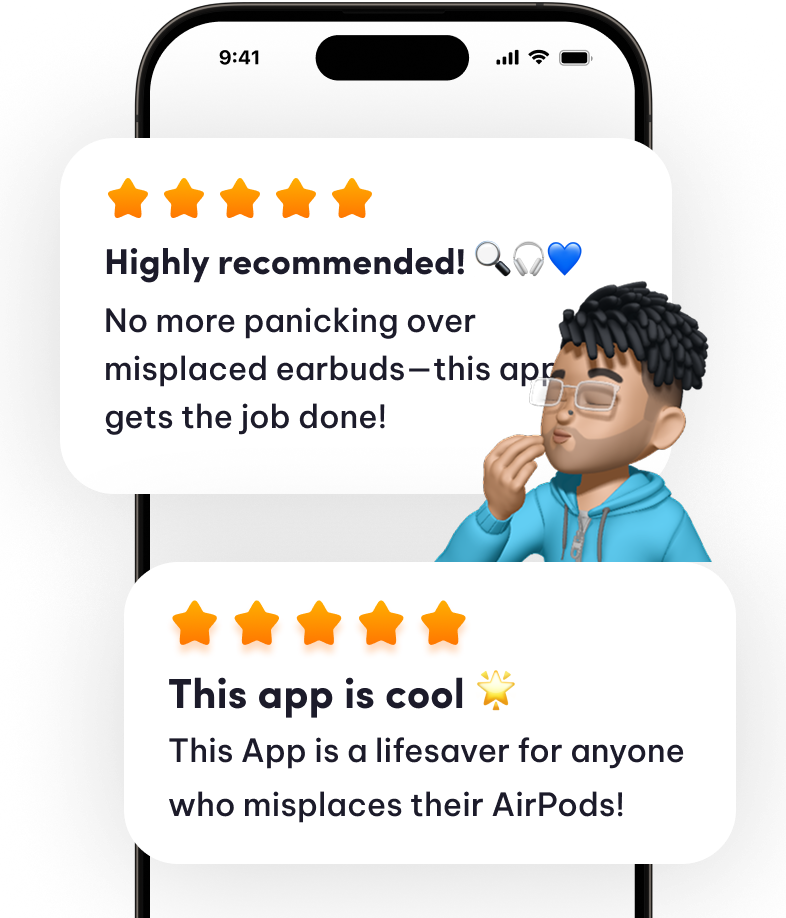 9:41
Highly recommended! 🔍🎧💙
No more panicking over
misplaced earbuds—this app
gets the job done!
This app is cool 🌟
This App is a lifesaver for anyone
who misplaces their AirPods!